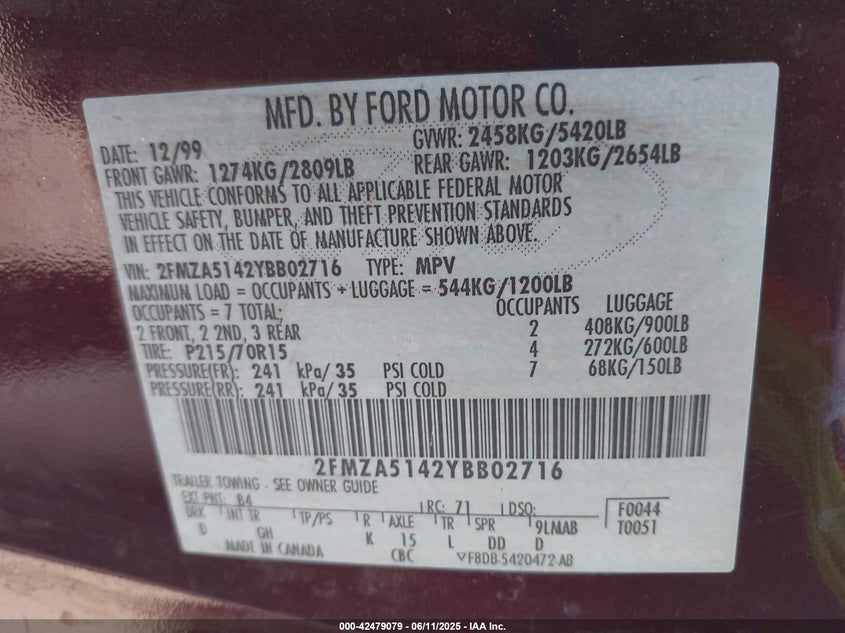 MFD. BY FORD MOTOR CO.
DATE: 12/99 GVWR: 2458KG/5420LB
FRONT GAWR: 1274KG/2809LB REAR GAWR: 1203KG/2654LB
THIS VEHICLE CONFORMS TO ALL APPLICABLE FEDERAL MOTOR
VEHICLE SAFETY, BUMPER, AND THEFT PREVENTION STANDARDS
IN EFFECT ON THE DATE OF MANUFACTURE SHOWN ABOVE.
VIN: 2FMZA5142YBB02716 TYPE: MPV
MAXIMUM LOAD = OCCUPANTS + LUGGAGE = 544KG/1200LB
OCCUPANTS = 7 TOTAL; OCCUPANTS LUGGAGE
2 FRONT, 2 2ND, 3 REAR 2 408KG/900LB
TIRE: P215/70R15 4 272KG/600LB
PRESSURE(FR): 241 kPa/ 35 PSI COLD 7 68KG/150LB
PRESSURE(RR): 241 kPa/ 35 PSI COLD
2FMZA5142YBB02716
TRAILER TOWING - SEE OWNER GUIDE
EXT PNT: B4 RC: 71 DSO: F0044
BRK INT TR TP/PS R AXLE TR SPR 9LMAB T0051
D GH K 15 L DD D
MADE IN CANADA CBC VF8DB-5420472-AB
000-42479079 - 06/11/2025 - IAA Inc.